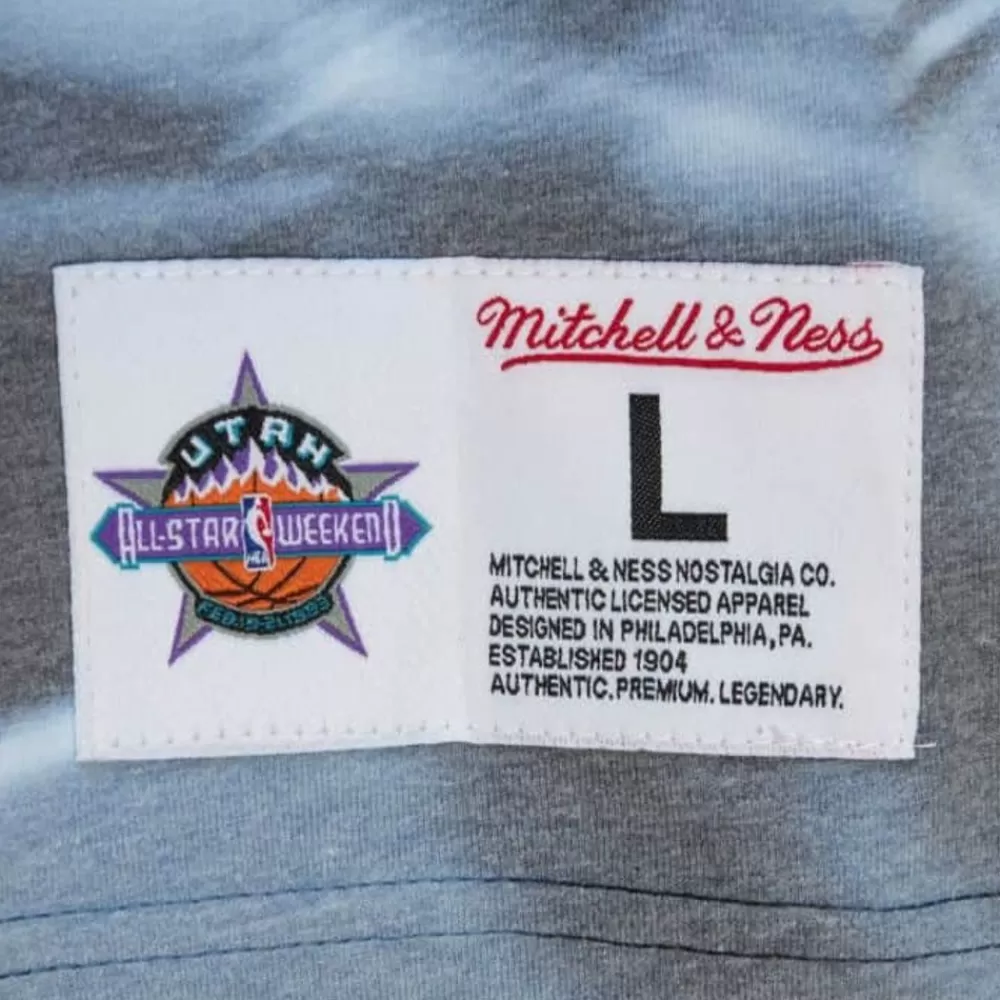 UTAH
ALL-STAR WEEKEND
NBA
Mitchell & Ness
L
MITCHELL & NESS NOSTALGIA CO.
AUTHENTIC LICENSED APPAREL
DESIGNED IN PHILADELPHIA, PA.
ESTABLISHED 1904
AUTHENTIC. PREMIUM. LEGENDARY.